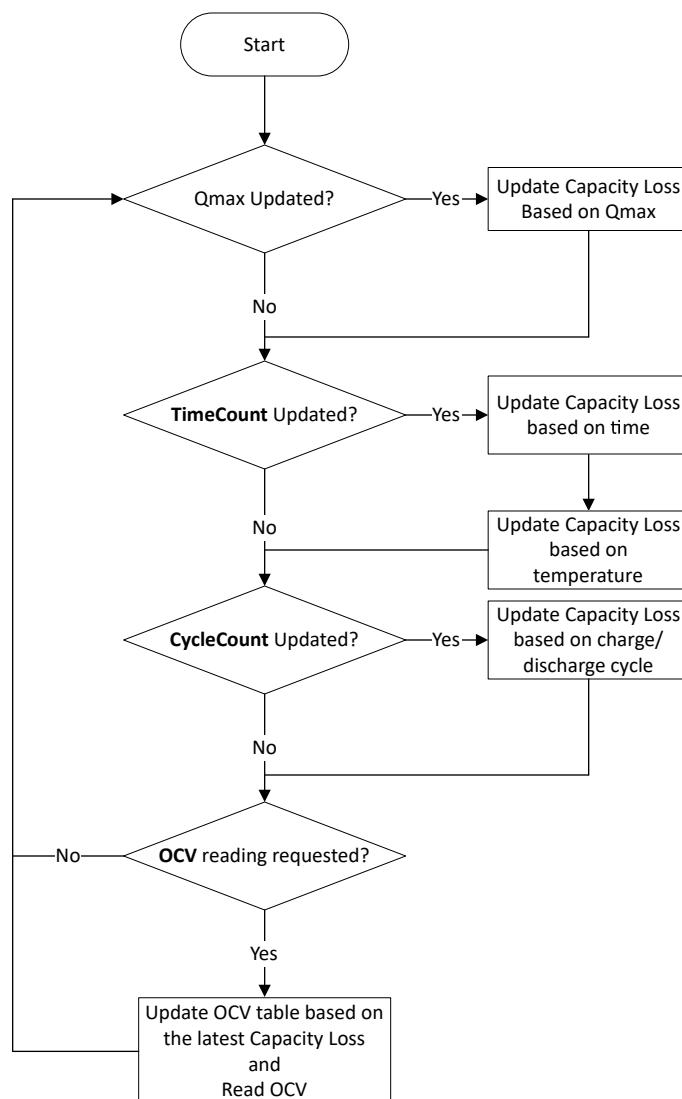 Start
Qmax Updated?
Yes
Update Capacity Loss
Based on Qmax
No
TimeCount Updated?
Yes
Update Capacity Loss
based on time
No
Update Capacity Loss
based on
temperature
CycleCount Updated?
Yes
Update Capacity Loss
based on charge/
discharge cycle
No
OCV reading requested?
No
Yes
Update OCV table based on
the latest Capacity Loss
and
Read OCV